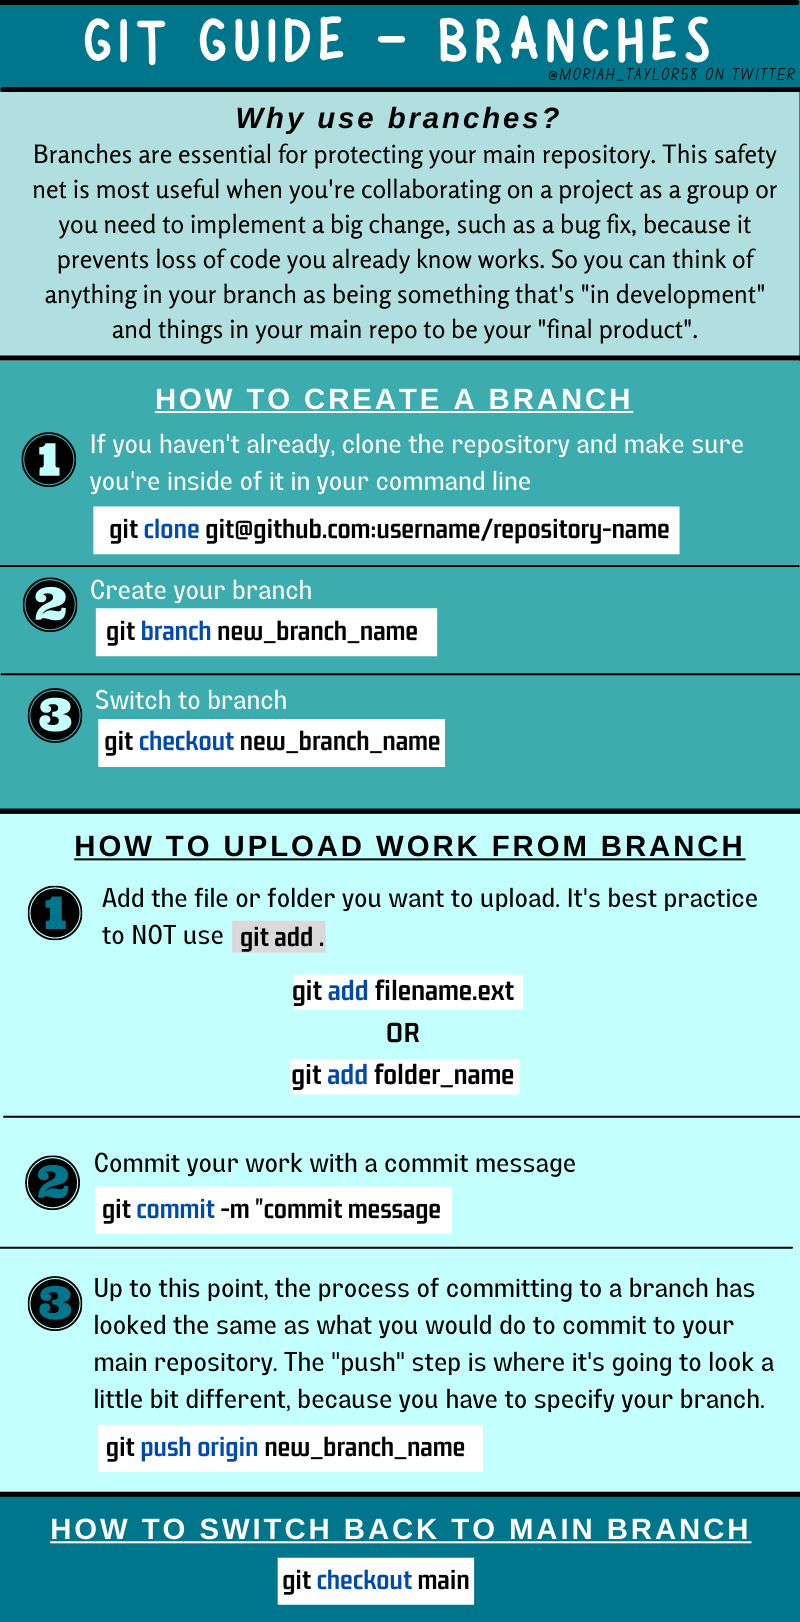 GIT GUIDE - BRANCHES
@MORIAH_TAYLOR58 ON TWITTER
Why use branches?
Branches are essential for protecting your main repository. This safety
net is most useful when you're collaborating on a project as a group or
you need to implement a big change, such as a bug fix, because it
prevents loss of code you already know works. So you can think of
anything in your branch as being something that's "in development"
and things in your main repo to be your "final product".
HOW TO CREATE A BRANCH
1 If you haven't already, clone the repository and make sure
you're inside of it in your command line
git clone git@github.com:username/repository-name
2 Create your branch
git branch new_branch_name
3 Switch to branch
git checkout new_branch_name
HOW TO UPLOAD WORK FROM BRANCH
1 Add the file or folder you want to upload. It's best practice
to NOT use git add .
git add filename.ext
OR
git add folder_name
2 Commit your work with a commit message
git commit -m "commit message
3 Up to this point, the process of committing to a branch has
looked the same as what you would do to commit to your
main repository. The "push" step is where it's going to look a
little bit different, because you have to specify your branch.
git push origin new_branch_name
HOW TO SWITCH BACK TO MAIN BRANCH
git checkout main